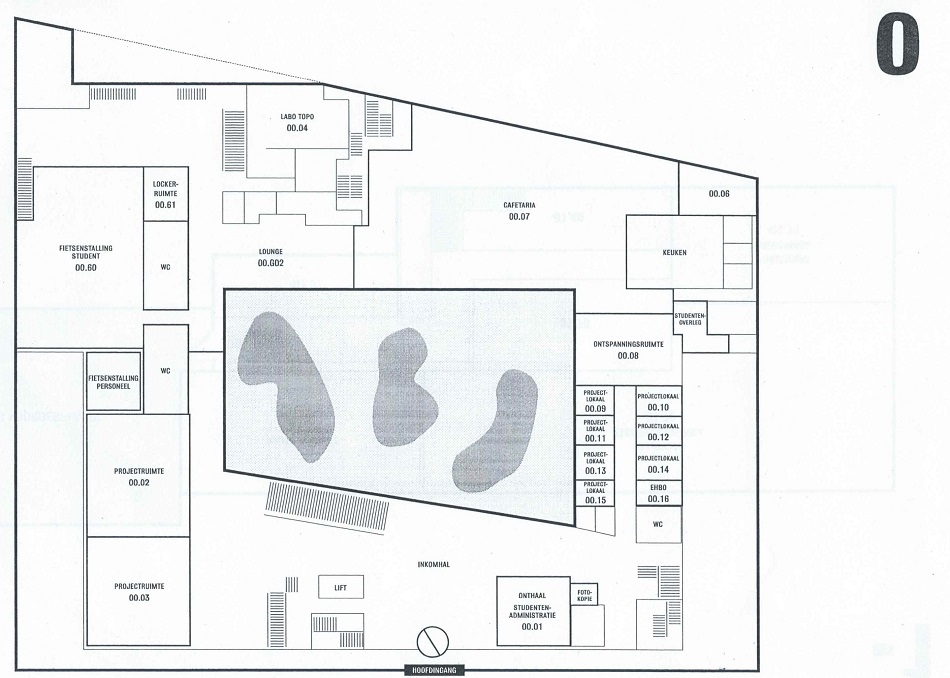 0
LABO TOPO
00.04
LOCKER-
RUIMTE
00.61
00.06
CAFETARIA
00.07
FIETSENSTALLING
STUDENT
00.60
WC
LOUNGE
00.G02
KEUKEN
STUDENTEN-
OVERLEG
ONTSPANNINGSRUIMTE
00.08
WC
FIETSENSTALLING
PERSONEEL
PROJECT-
LOKAAL
00.09
PROJECTLOKAAL
00.10
PROJECT-
LOKAAL
00.11
PROJECTLOKAAL
00.12
PROJECT-
LOKAAL
00.13
PROJECTLOKAAL
00.14
PROJECT-
LOKAAL
00.15
EHBO
00.16
PROJECTRUIMTE
00.02
WC
INKOMHAL
PROJECTRUIMTE
00.03
LIFT
ONTHAAL
STUDENTEN-
ADMINISTRATIE
00.01
FOTO-
KOPIE
HOOFDINGANG